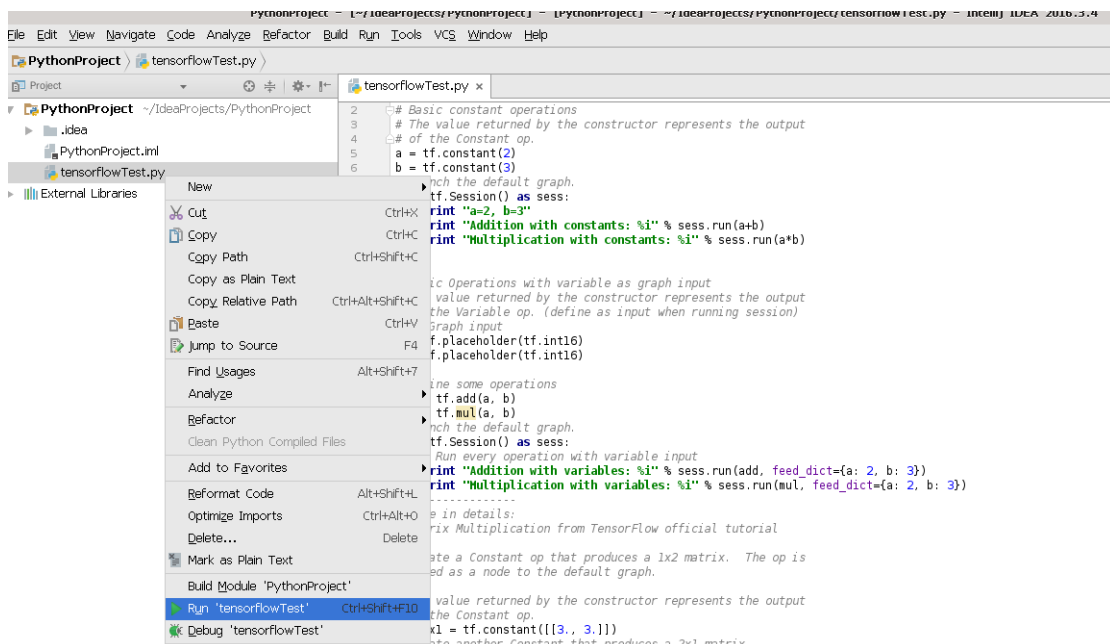 PythonProject - [~/IdeaProjects/PythonProject] - [PythonProject] - ~/IdeaProjects/PythonProject/tensorflowTest.py - IntelliJ IDEA 2016.3.4
File Edit View Navigate Code Analyze Refactor Build Run Tools VCS Window Help
PythonProject tensorflowTest.py
Project
tensorflowTest.py ×
PythonProject ~/IdeaProjects/PythonProject
.idea
PythonProject.iml
tensorflowTest.py
External Libraries
New
Cut Ctrl+X
Copy Ctrl+C
Copy Path Ctrl+Shift+C
Copy as Plain Text
Copy Relative Path Ctrl+Alt+Shift+C
Paste Ctrl+V
Jump to Source F4
Find Usages Alt+Shift+7
Analyze
Refactor
Clean Python Compiled Files
Add to Favorites
Reformat Code Alt+Shift+L
Optimize Imports Ctrl+Alt+O
Delete... Delete
Mark as Plain Text
Build Module 'PythonProject'
Run 'tensorflowTest' Ctrl+Shift+F10
Debug 'tensorflowTest'
2 # Basic constant operations
3 # The value returned by the constructor represents the output
4 # of the Constant op.
5 a = tf.constant(2)
6 b = tf.constant(3)
nch the default graph.
tf.Session() as sess:
rint "a=2, b=3"
rint "Addition with constants: %i" % sess.run(a+b)
rint "Multiplication with constants: %i" % sess.run(a*b)
ic Operations with variable as graph input
value returned by the constructor represents the output
the Variable op. (define as input when running session)
Graph input
f.placeholder(tf.int16)
f.placeholder(tf.int16)
ine some operations
tf.add(a, b)
tf.mul(a, b)
nch the default graph.
tf.Session() as sess:
Run every operation with variable input
rint "Addition with variables: %i" % sess.run(add, feed_dict={a: 2, b: 3})
rint "Multiplication with variables: %i" % sess.run(mul, feed_dict={a: 2, b: 3})
-------------
e in details:
rix Multiplication from TensorFlow official tutorial
ate a Constant op that produces a 1x2 matrix. The op is
ed as a node to the default graph.
value returned by the constructor represents the output
the Constant op.
x1 = tf.constant([[3., 3.]])
ate another Constant that produces a 2x1 matrix.